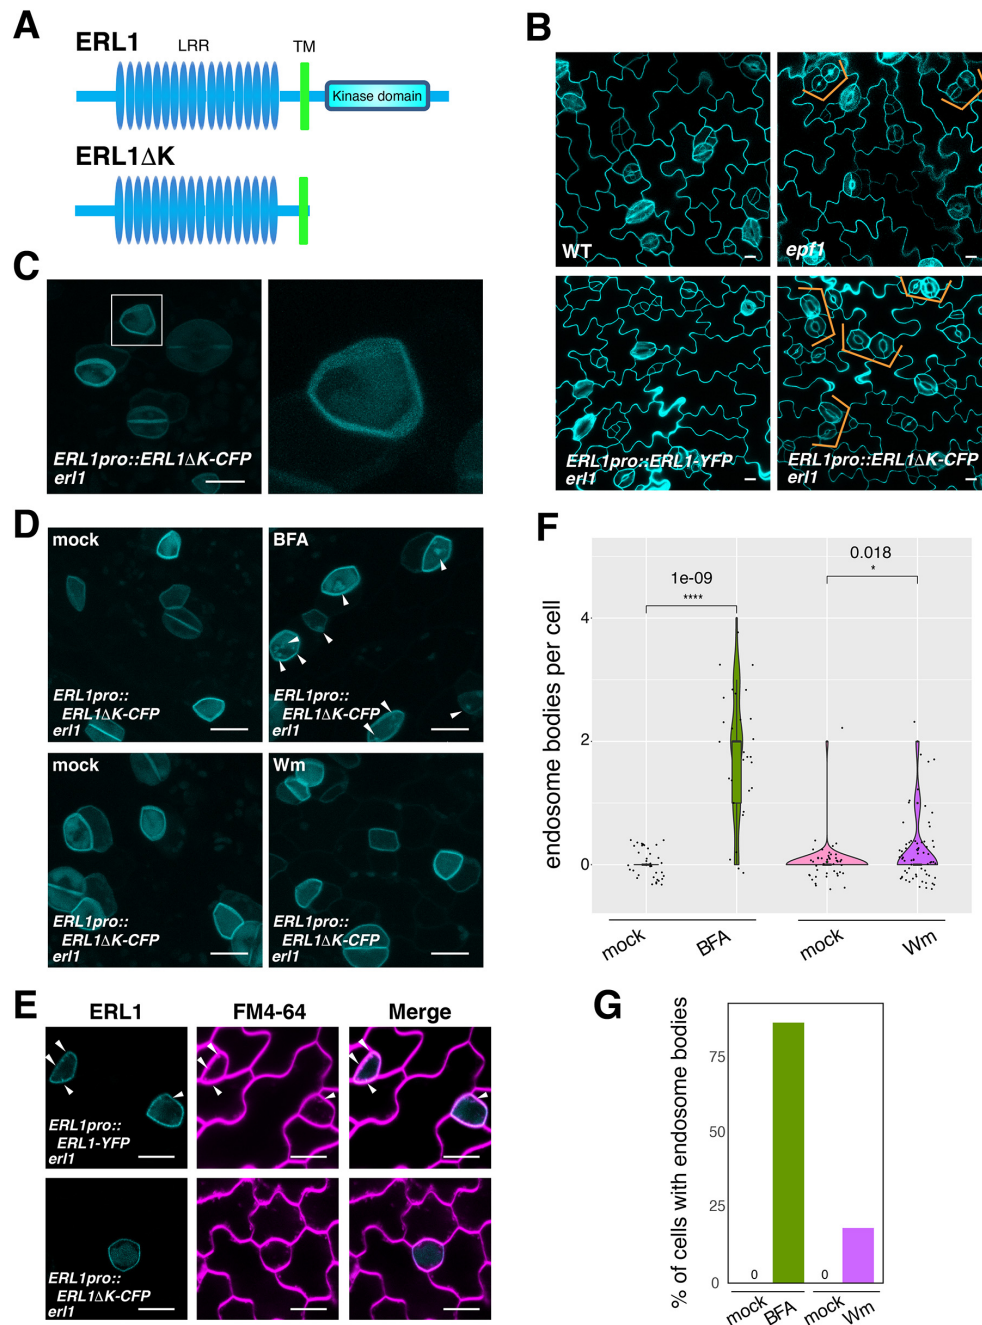 A
ERL1
LRR
TM
Kinase domain
ERL1ΔK
B
WT
epf1
ERL1pro::ERL1-YFP
erl1
ERL1pro::ERL1ΔK-CFP
erl1
C
ERL1pro::ERL1ΔK-CFP
erl1
D
mock
ERL1pro::
ERL1ΔK-CFP
erl1
BFA
ERL1pro::
ERL1ΔK-CFP
erl1
mock
ERL1pro::
ERL1ΔK-CFP
erl1
Wm
ERL1pro::
ERL1ΔK-CFP
erl1
E
ERL1
FM4-64
Merge
ERL1pro::
ERL1-YFP
erl1
ERL1pro::
ERL1ΔK-CFP
erl1
F
endosome bodies per cell
4
2
0
1e-09
****
0.018
*
mock
BFA
mock
Wm
G
% of cells with endosome bodies
75
50
25
0
0
0
mock
BFA
mock
Wm